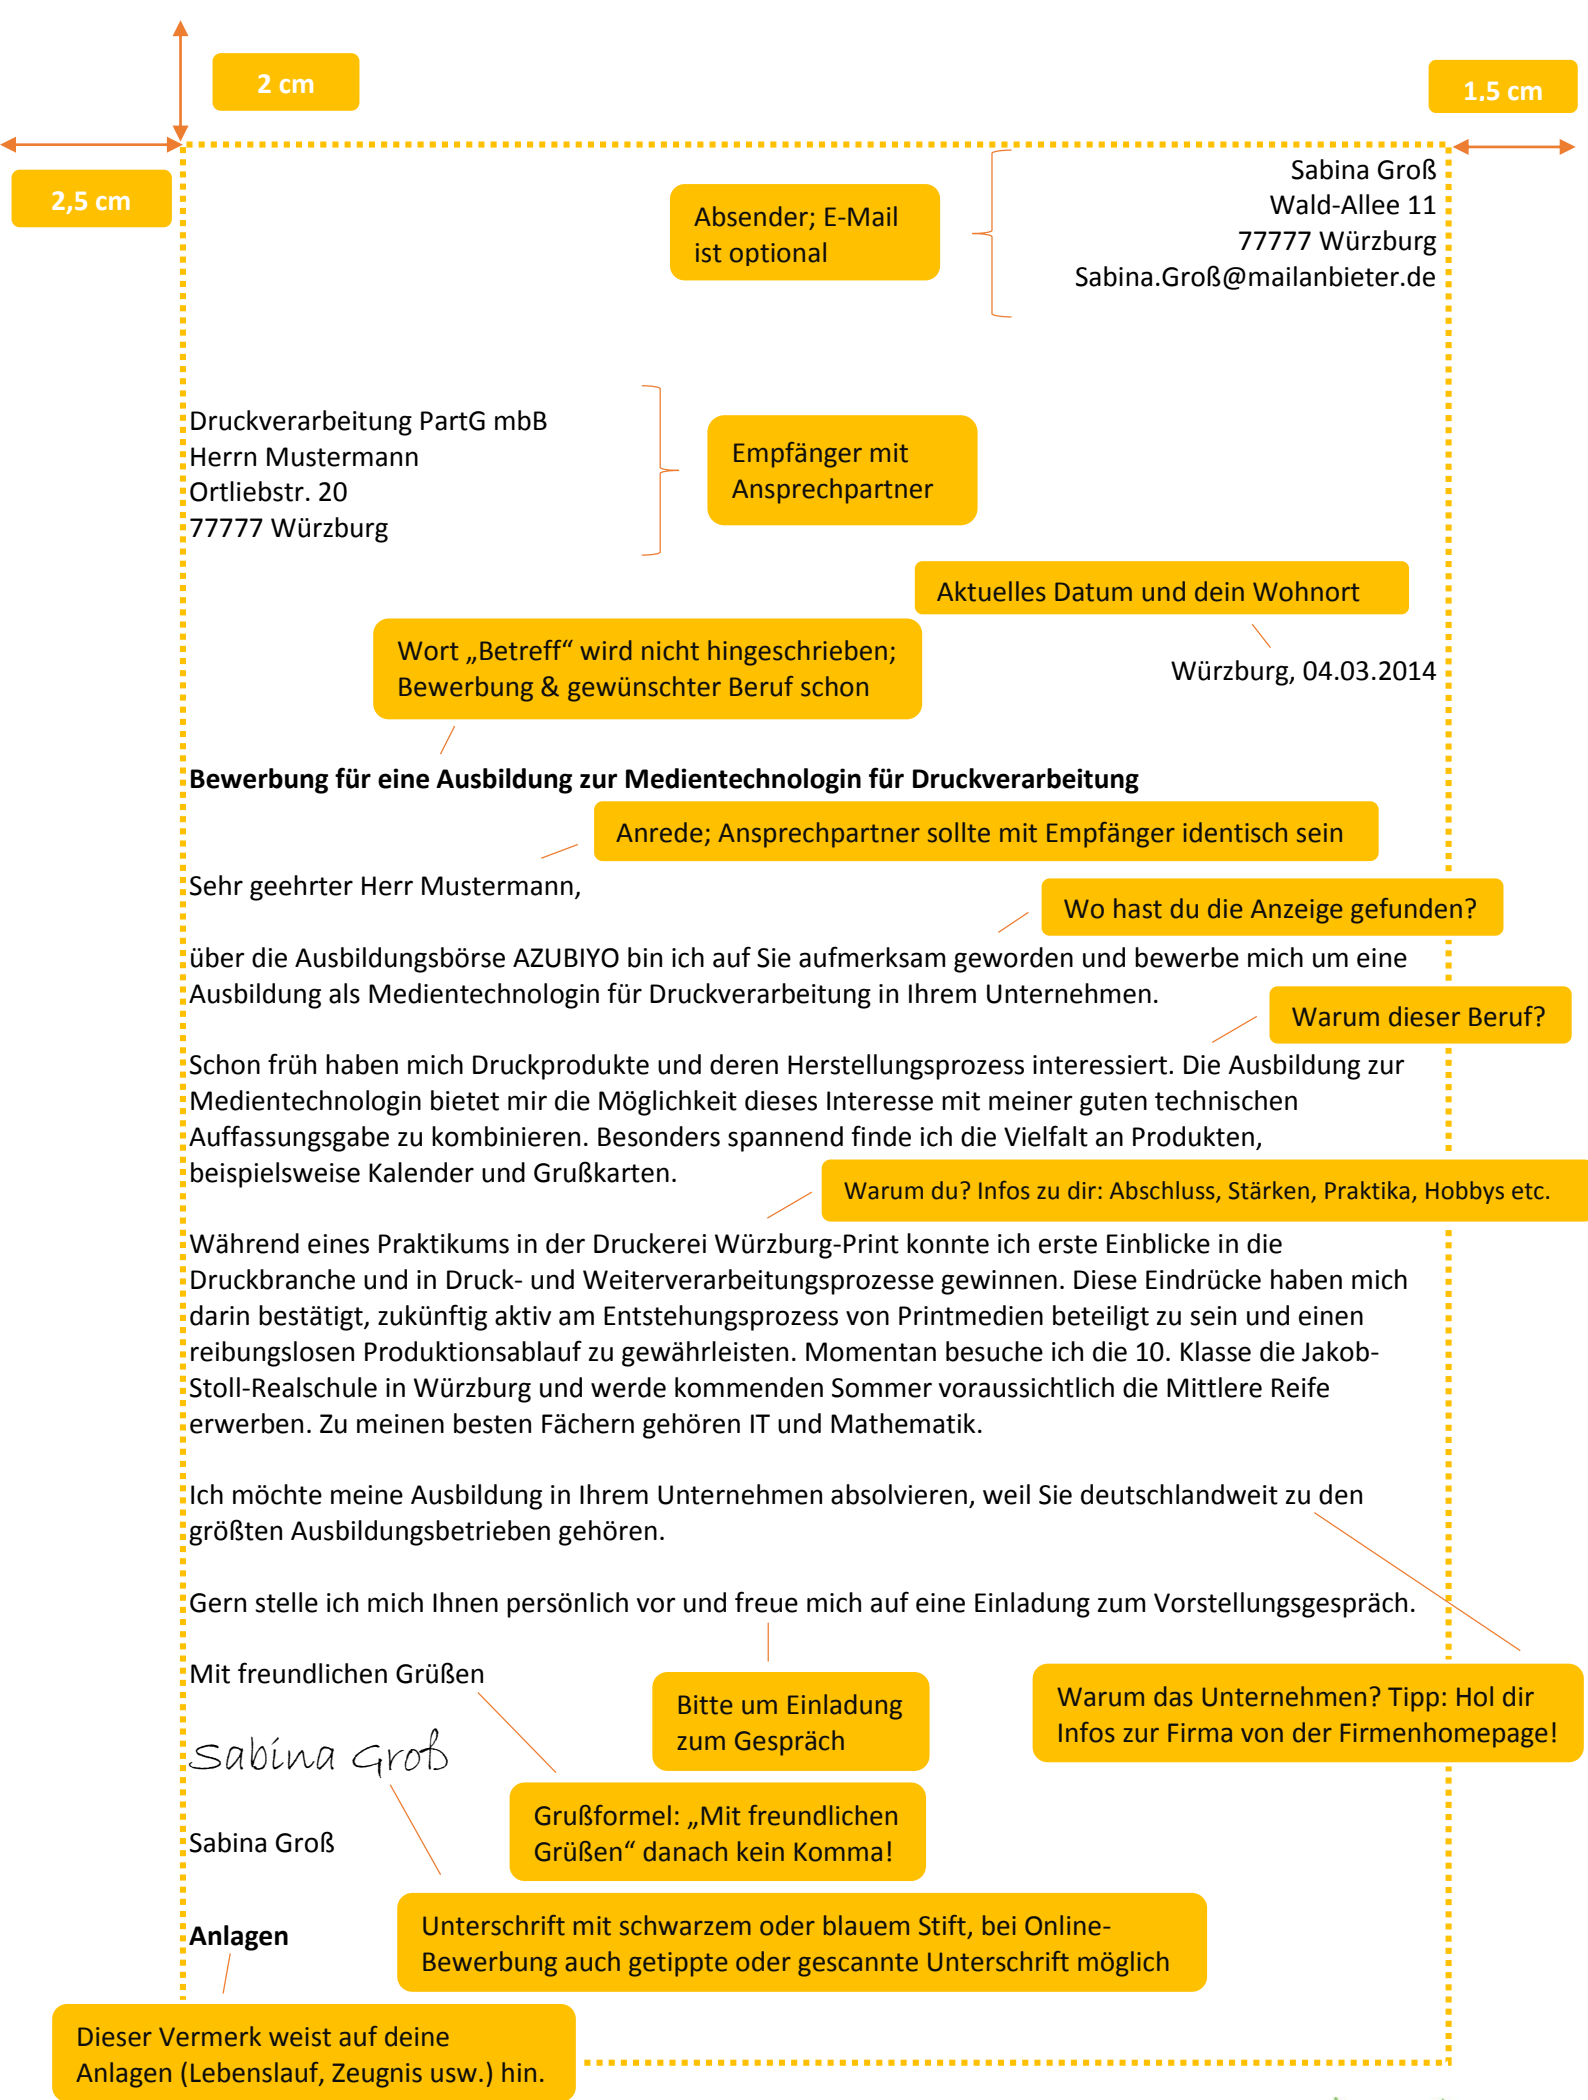 2 cm
1,5 cm
2,5 cm
Sabina Groß
Wald-Allee 11
77777 Würzburg
Sabina.Groß@mailanbieter.de
Absender; E-Mail
ist optional
Druckverarbeitung PartG mbB
Herrn Mustermann
Ortliebstr. 20
77777 Würzburg
Empfänger mit
Ansprechpartner
Aktuelles Datum und dein Wohnort
Wort „Betreff“ wird nicht hingeschrieben;
Bewerbung & gewünschter Beruf schon
Würzburg, 04.03.2014
Bewerbung für eine Ausbildung zur Medientechnologin für Druckverarbeitung
Anrede; Ansprechpartner sollte mit Empfänger identisch sein
Sehr geehrter Herr Mustermann,
Wo hast du die Anzeige gefunden?
über die Ausbildungsbörse AZUBIYO bin ich auf Sie aufmerksam geworden und bewerbe mich um eine
Ausbildung als Medientechnologin für Druckverarbeitung in Ihrem Unternehmen.
Warum dieser Beruf?
Schon früh haben mich Druckprodukte und deren Herstellungsprozess interessiert. Die Ausbildung zur
Medientechnologin bietet mir die Möglichkeit dieses Interesse mit meiner guten technischen
Auffassungsgabe zu kombinieren. Besonders spannend finde ich die Vielfalt an Produkten,
beispielsweise Kalender und Grußkarten.
Warum du? Infos zu dir: Abschluss, Stärken, Praktika, Hobbys etc.
Während eines Praktikums in der Druckerei Würzburg-Print konnte ich erste Einblicke in die
Druckbranche und in Druck- und Weiterverarbeitungsprozesse gewinnen. Diese Eindrücke haben mich
darin bestätigt, zukünftig aktiv am Entstehungsprozess von Printmedien beteiligt zu sein und einen
reibungslosen Produktionsablauf zu gewährleisten. Momentan besuche ich die 10. Klasse die Jakob-
Stoll-Realschule in Würzburg und werde kommenden Sommer voraussichtlich die Mittlere Reife
erwerben. Zu meinen besten Fächern gehören IT und Mathematik.
Ich möchte meine Ausbildung in Ihrem Unternehmen absolvieren, weil Sie deutschlandweit zu den
größten Ausbildungsbetrieben gehören.
Gern stelle ich mich Ihnen persönlich vor und freue mich auf eine Einladung zum Vorstellungsgespräch.
Mit freundlichen Grüßen
Bitte um Einladung
zum Gespräch
Warum das Unternehmen? Tipp: Hol dir
Infos zur Firma von der Firmenhomepage!
Sabina Groß
Grußformel: „Mit freundlichen
Grüßen“ danach kein Komma!
Sabina Groß
Anlagen
Unterschrift mit schwarzem oder blauem Stift, bei Online-
Bewerbung auch getippte oder gescannte Unterschrift möglich
Dieser Vermerk weist auf deine
Anlagen (Lebenslauf, Zeugnis usw.) hin.